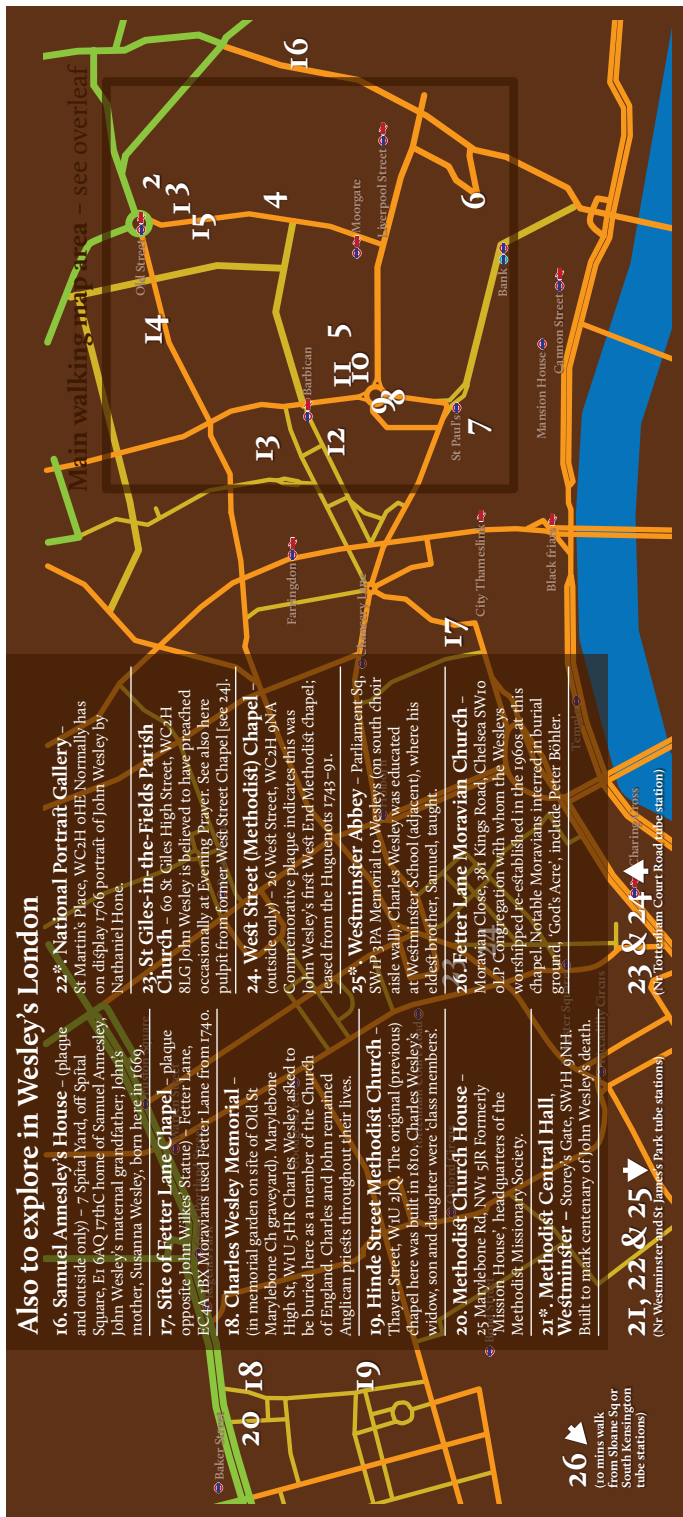 Also to explore in Wesley's London
16. Samuel Annesley's House – (plaque
and outside only) – 7 Spital Yard, off Spital
Square, E1 6AQ 17thC home of Samuel Annesley,
John Wesley's maternal grandfather; John's
mother, Susanna Wesley, born here in 1669.
17. Site of Fetter Lane Chapel – plaque
opposite John Wilkes' Statue, Fetter Lane,
EC4A 1BX Moravians used Fetter Lane from 1740.
18. Charles Wesley Memorial –
(in memorial garden on site of Old St
Marylebone Ch graveyard), Marylebone
High St, W1U 5HR Charles Wesley asked to
be buried here as a member of the Church
of England. Charles and John remained
Anglican priests throughout their lives.
19. Hinde Street Methodist Church –
Thayer Street, W1U 2JQ The original (previous)
chapel here was built in 1810. Charles Wesley's
widow, son and daughter were class members.
20. Methodist Church House –
25 Marylebone Rd, NW1 5JR Formerly
'Mission House', headquarters of the
Methodist Missionary Society.
21*. Methodist Central Hall,
Westminster – Storey's Gate, SW1H 9NH.
Built to mark centenary of John Wesley's death.
22* . National Portrait Gallery –
St Martin's Place, WC2H 0HE Normally has
on display 1766 portrait of John Wesley by
Nathaniel Hone.
23. St Giles-in-the-Fields Parish
Church – 60 St Giles High Street, WC2H
8LG John Wesley is believed to have preached
occasionally at Evening Prayer. See also here
pulpit from former West Street Chapel [see 24].
24. West Street (Methodist) Chapel –
(outside only) – 26 West Street, WC2H 9NA
Commemorative plaque indicates this was
John Wesley's first West End Methodist chapel;
leased from the Huguenots 1743–91.
25* Westminster Abbey – Parliament Sq,
SW1P 3PA Memorial to Wesleys (on south choir
aisle wall). Charles Wesley was educated
at Westminster School (adjacent), where his
eldest brother, Samuel, taught.
26. Fetter Lane Moravian Church –
Moravian Close, 381 Kings Road, Chelsea SW10
0LP Congregation with whom the Wesleys
worshipped re-established in the 1960s at this
chapel. Notable Moravians interred in burial
ground, 'God's Acre', include Peter Böhler.
Main walking map area – see overleaf
16
2
13
15
4
Old Street
Moorgate
Liverpool Street
6
14
5
11
10
9
8
Barbican
Bank
Cannon Street
Mansion House
St Paul's
7
13
12
Farringdon
City Thameslink
Black friars
Chancery Lane
17
Temple
Charing Cross
Piccadilly Circus
Baker Street
20
18
19
23 & 24
(Nr Tottenham Court Road tube station)
21, 22 & 25
(Nr Westminster and St James's Park tube stations)
26
(10 mins walk
from Sloane Sq or
South Kensington
tube stations)